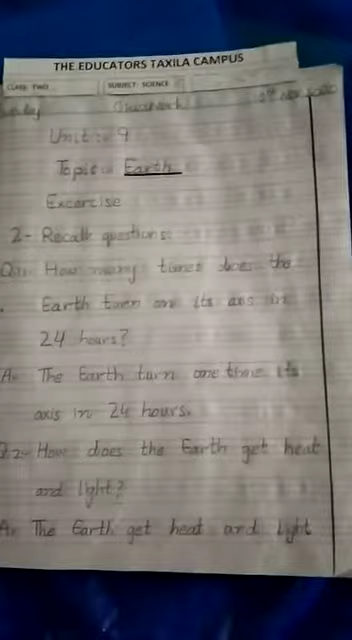 THE EDUCATORS TAXILA CAMPUS
CLASS: TWO SUBJECT: SCIENCE
Unit: 9
Topic: Earth
Excercise
2- Recall questions:
Q1: How many times does the
Earth turn on its axis in
24 hours?
A: The Earth turn one time its
axis in 24 hours.
Q.2: How does the Earth get heat
and light?
A: The Earth get heat and light